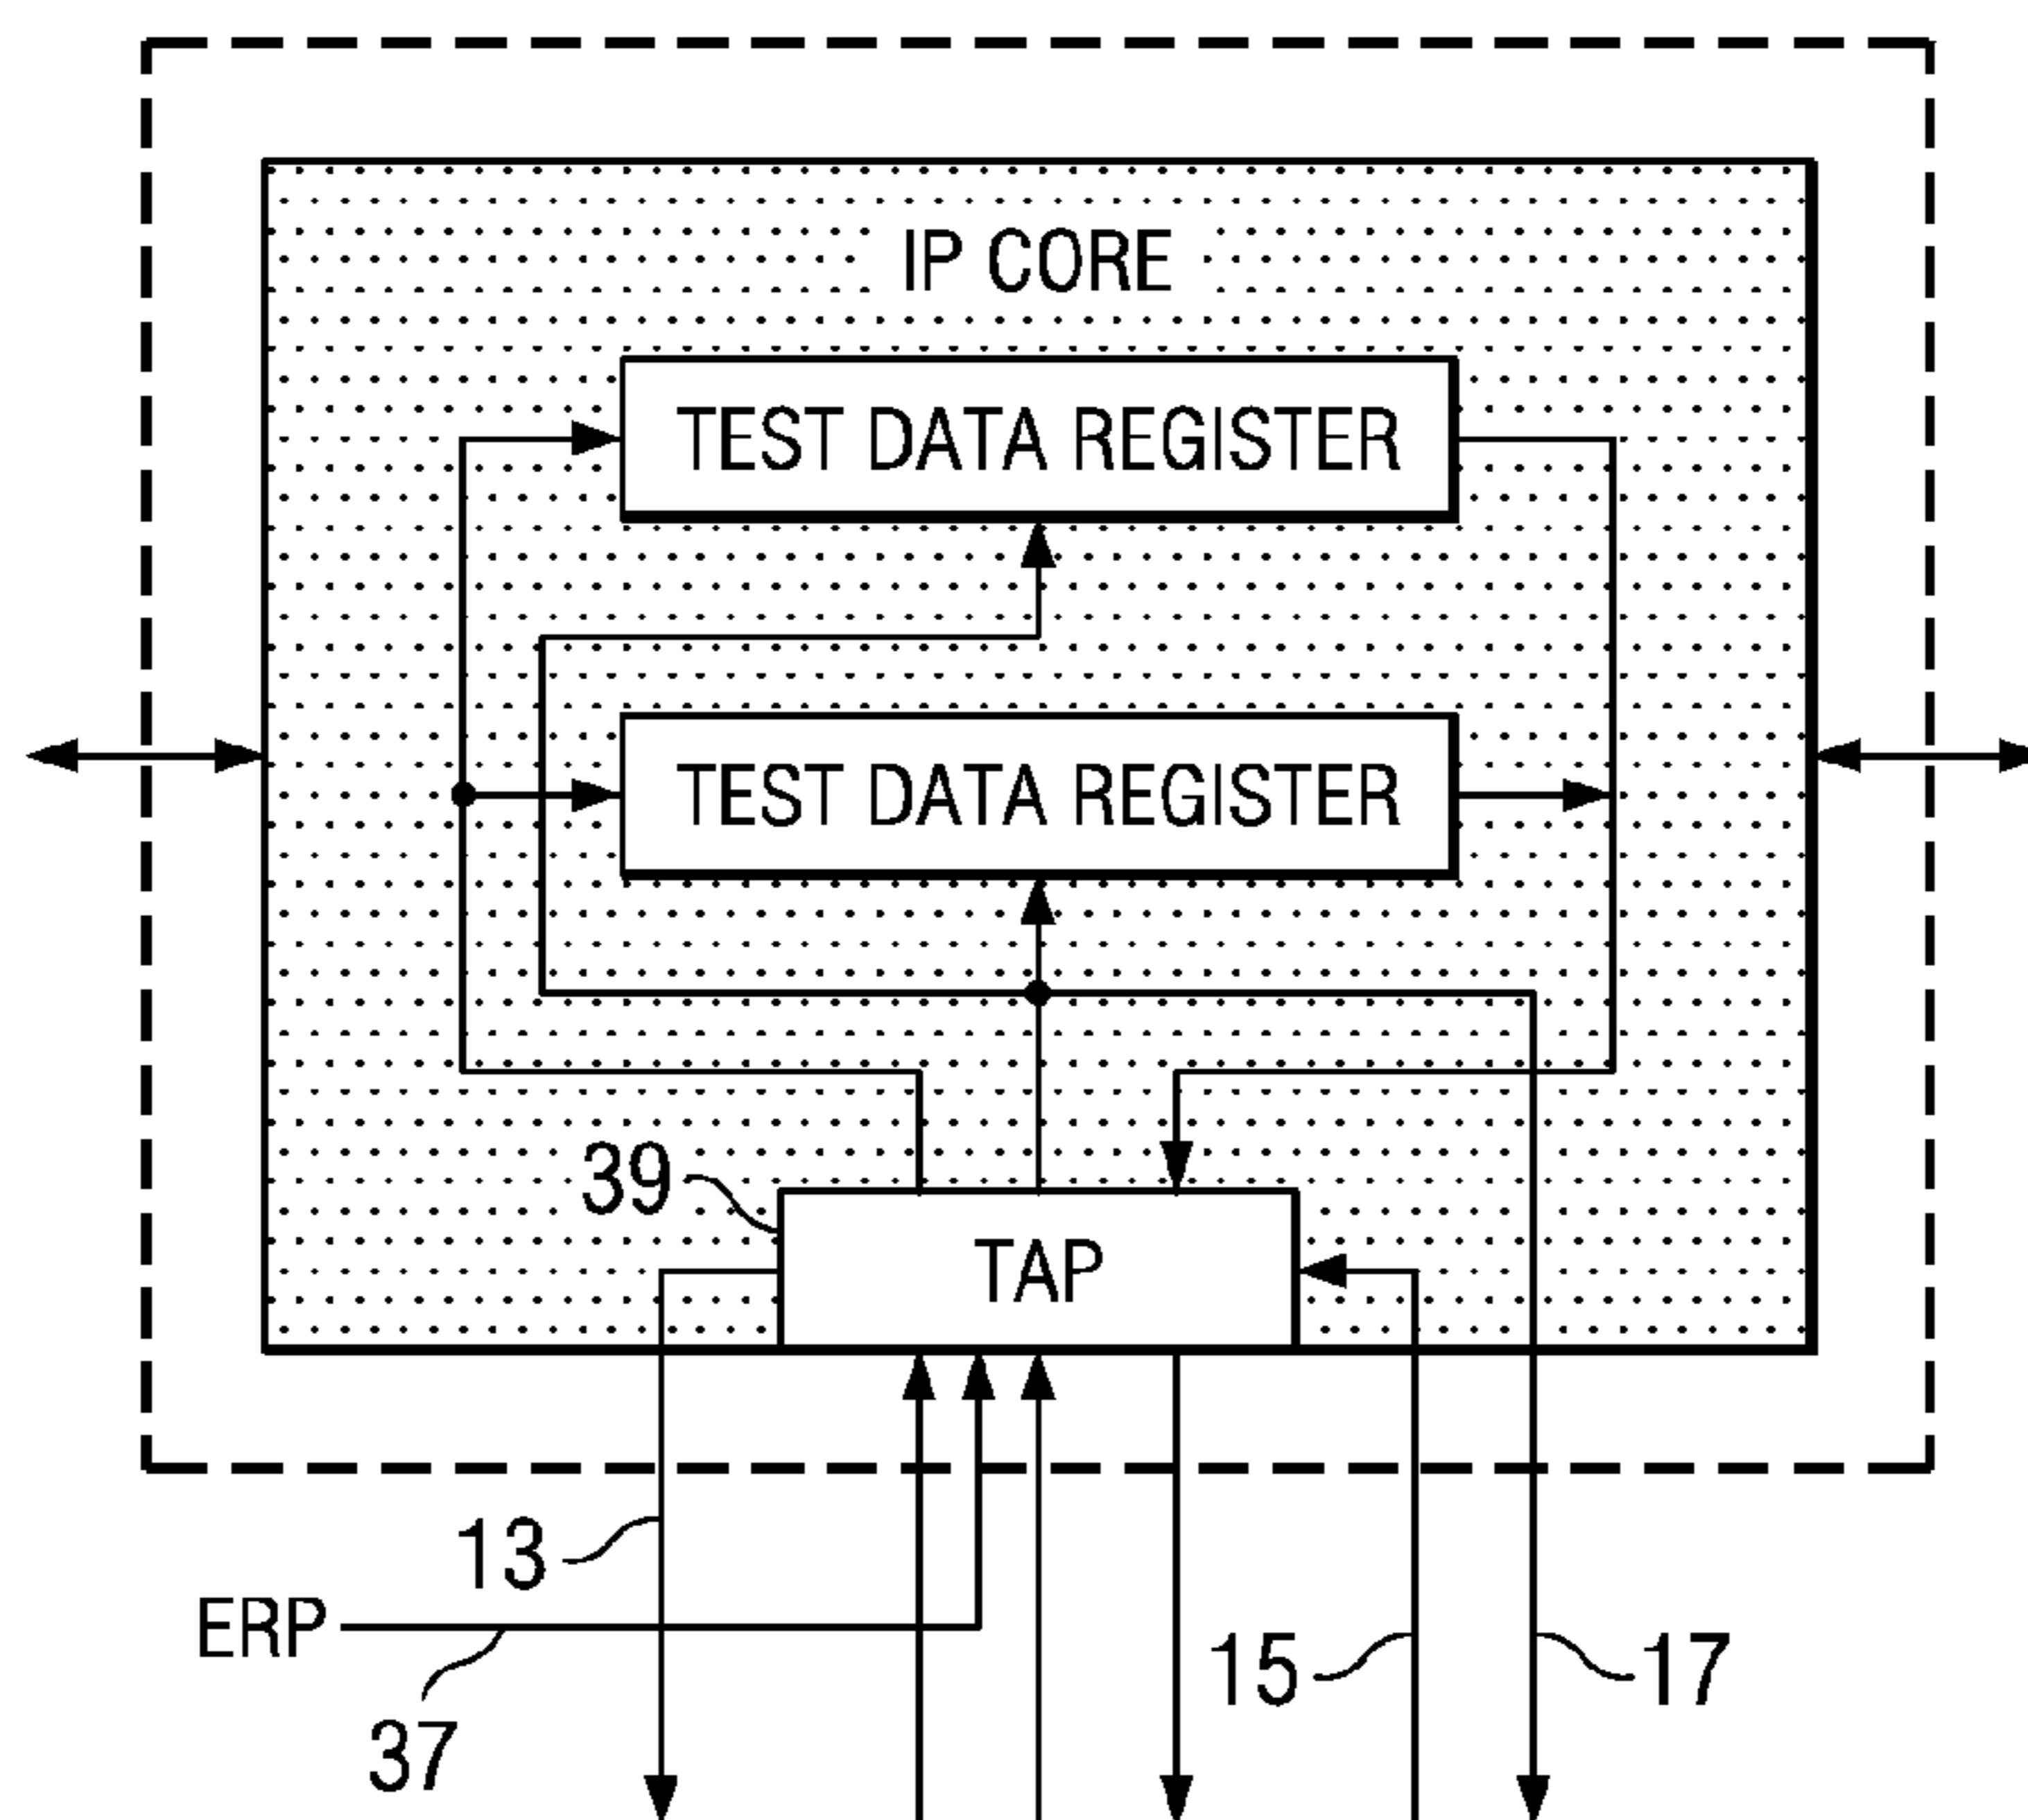 IP CORE
TEST DATA REGISTER
TEST DATA REGISTER
39
TAP
13
ERP
15
17
37